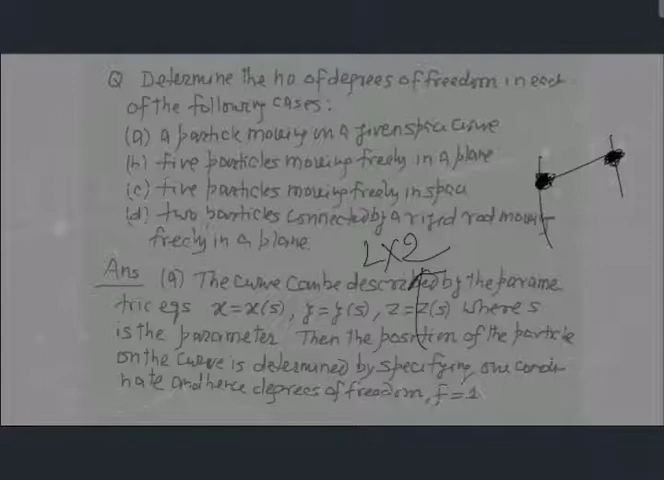 Q Determine the no of degrees of freedom in each
of the following cases:
(a) a particle moving on a given space curve
(b) five particles moving freely in a plane
(c) five particles moving freely in space
(d) two particles connected by a rigid rod moving
freely in a plane.
2×2
Ans (a) The curve can be described by the parame
tric eqs x=x(s), y=y(s), z=z(s) where s
is the parameter. Then the position of the particle
on the curve is determined by specifying one coordi
nate and hence degrees of freedom, f=1